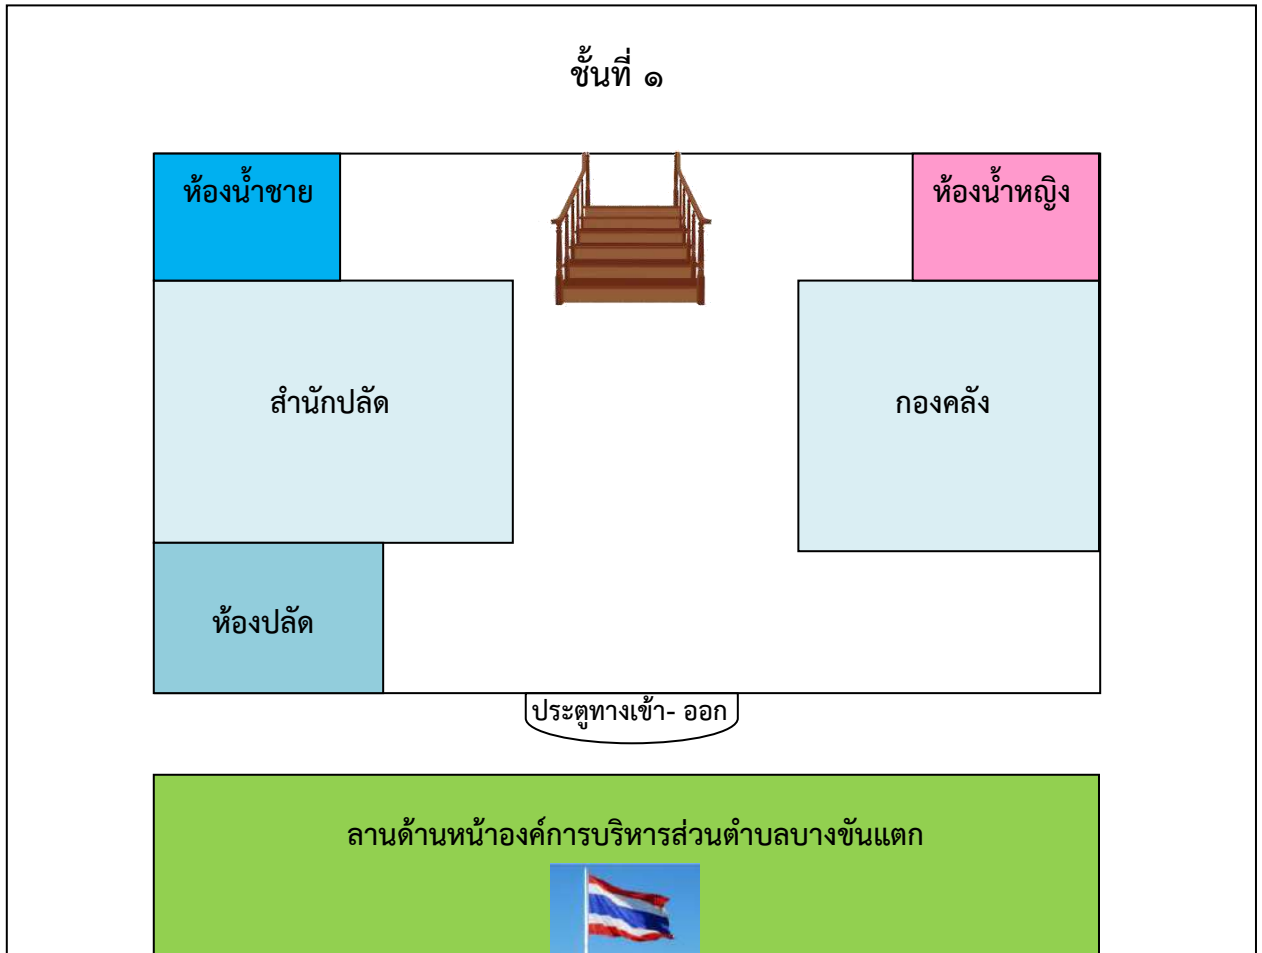 ชั้นที่ ๑
ห้องน้ำชาย
ห้องน้ำหญิง
สำนักปลัด
กองคลัง
ห้องปลัด
ประตูทางเข้า- ออก
ลานด้านหน้าองค์การบริหารส่วนตำบลบางขันแตก